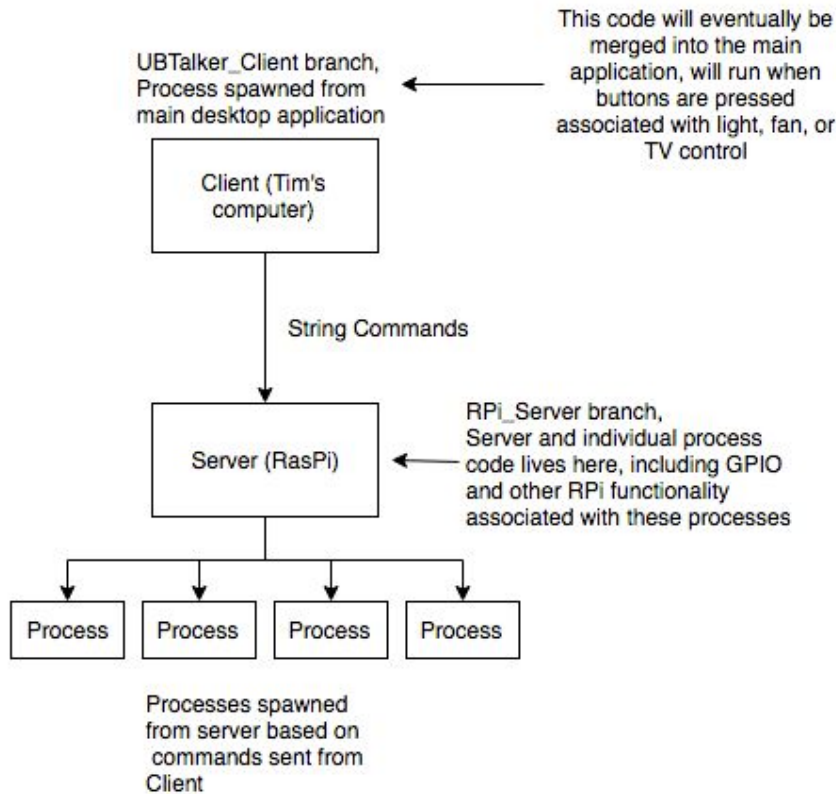 This code will eventually be
merged into the main
application, will run when
buttons are pressed
associated with light, fan, or
TV control
UBTalker_Client branch,
Process spawned from
main desktop application
Client (Tim's
computer)
String Commands
RPi_Server branch,
Server and individual process
code lives here, including GPIO
and other RPi functionality
associated with these processes
Server (RasPi)
Process
Process
Process
Process
Processes spawned
from server based on
commands sent from
Client